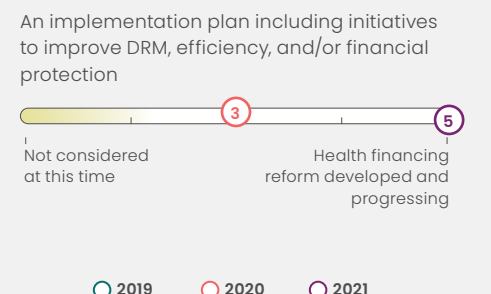 An implementation plan including initiatives
to improve DRM, efficiency, and/or financial
protection
3
5
Not considered
at this time
Health financing
reform developed and
progressing
2019 2020 2021